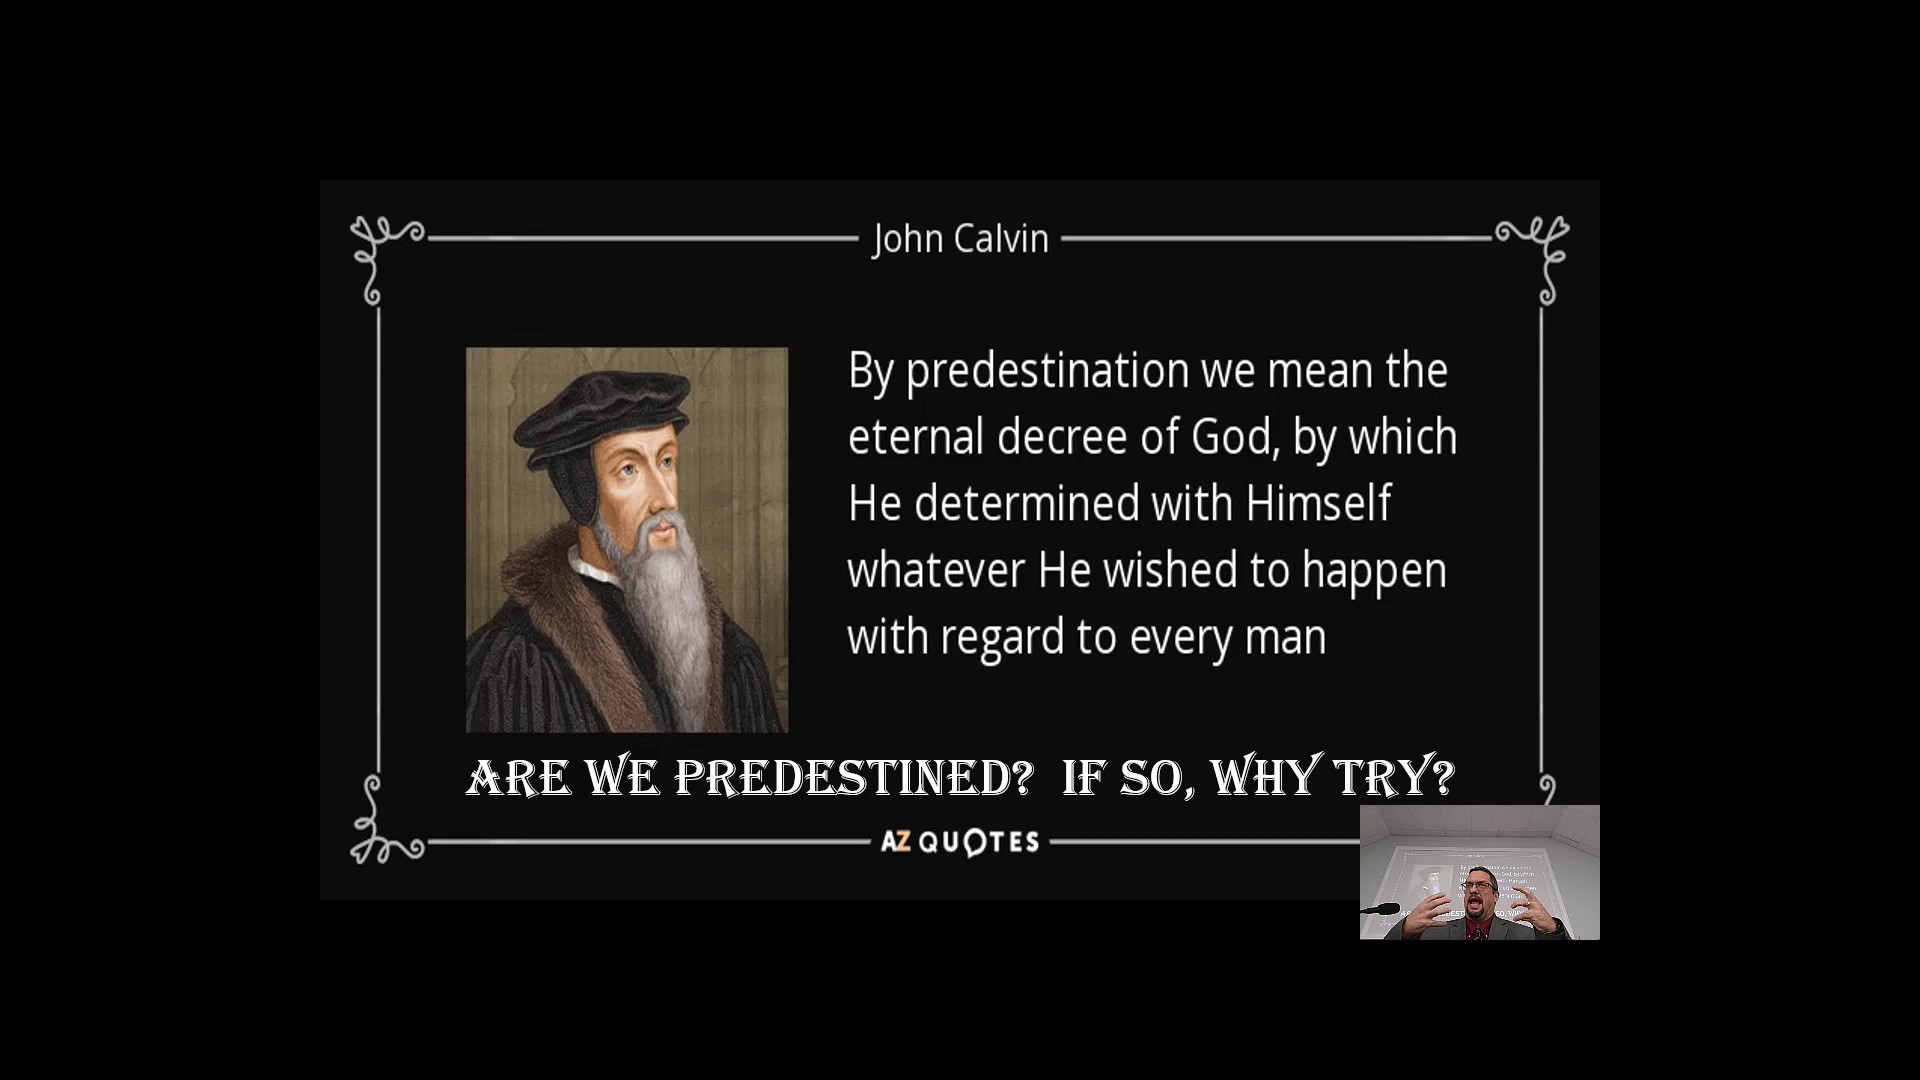 John Calvin
By predestination we mean the
eternal decree of God, by which
He determined with Himself
whatever He wished to happen
with regard to every man
ARE WE PREDESTINED? IF SO, WHY TRY?
AZ QUOTES